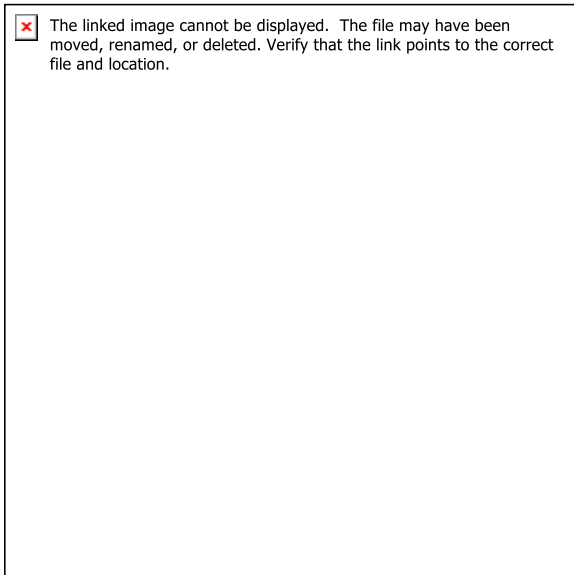 The linked image cannot be displayed.  The file may have been
moved, renamed, or deleted. Verify that the link points to the correct
file and location.